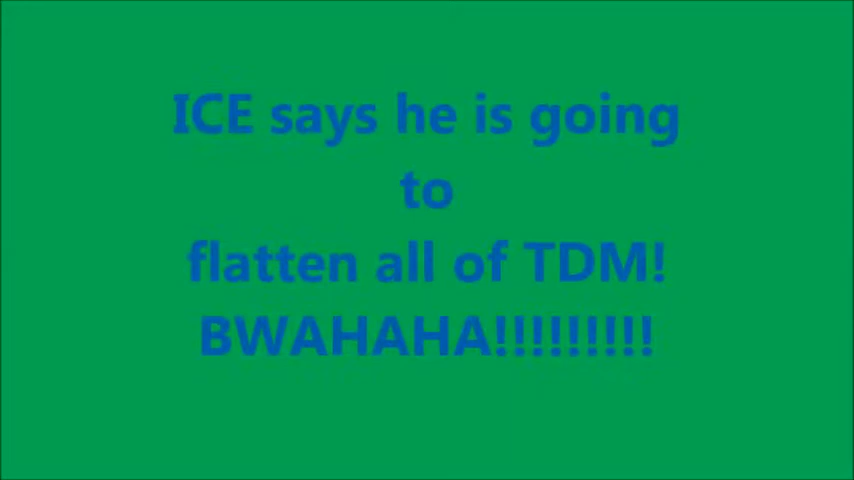 ICE says he is going
to
flatten all of TDM!
BWAHAHA!!!!!!!!!